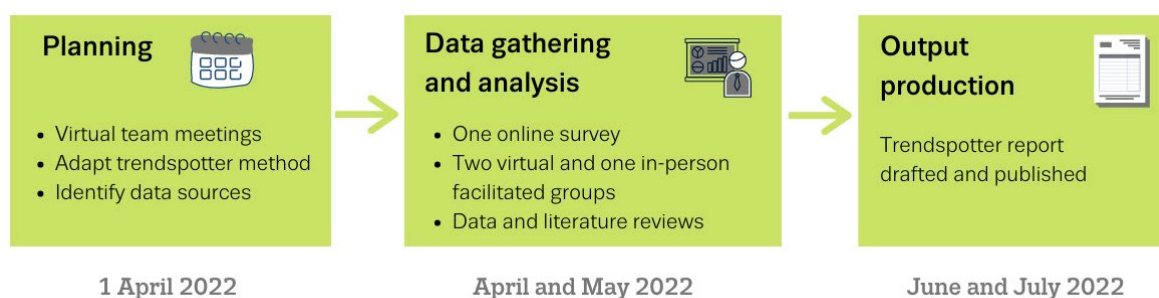 Planning
• Virtual team meetings
• Adapt trendspotter method
• Identify data sources
1 April 2022
Data gathering
and analysis
• One online survey
• Two virtual and one in-person
facilitated groups
• Data and literature reviews
April and May 2022
Output
production
Trendspotter report
drafted and published
June and July 2022